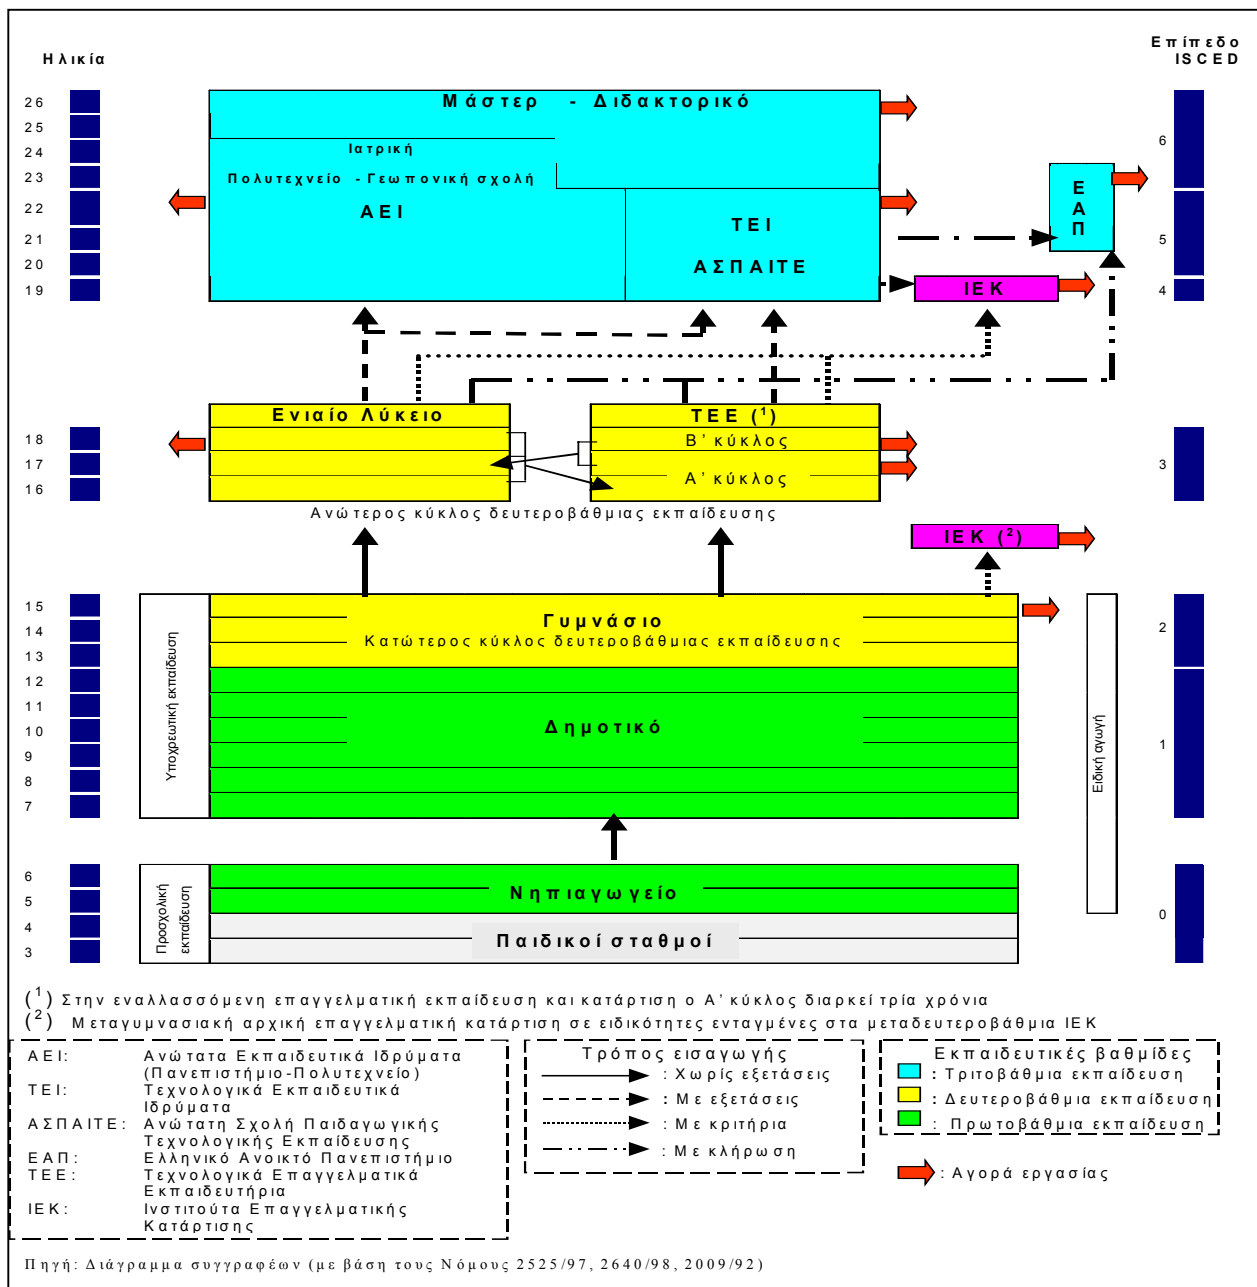 Ηλικία
Επίπεδο
ISCED
26
25
24
23
22
21
20
19
Μάστερ - Διδακτορικό
Ιατρική
Πολυτεχνείο - Γεωπονική σχολή
ΑΕΙ
ΤΕΙ
ΑΣΠΑΙΤΕ
ΕΑΠ
ΙΕΚ
6
5
4
18
17
16
Ενιαίο Λύκειο
ΤΕΕ (1)
Β' κύκλος
Α' κύκλος
3
Ανώτερος κύκλος δευτεροβάθμιας εκπαίδευσης
ΙΕΚ (2)
15
14
13
12
11
10
9
8
7
Υποχρεωτική εκπαίδευση
Γυμνάσιο
Κατώτερος κύκλος δευτεροβάθμιας εκπαίδευσης
Δημοτικό
Ειδική αγωγή
2
1
6
5
4
3
Προσχολική
εκπαίδευση
Νηπιαγωγείο
Παιδικοί σταθμοί
0
(1) Στην εναλλασσόμενη επαγγελματική εκπαίδευση και κατάρτιση ο Α' κύκλος διαρκεί τρία χρόνια
(2) Μεταγυμνασιακή αρχική επαγγελματική κατάρτιση σε ειδικότητες ενταγμένες στα μεταδευτεροβάθμια ΙΕΚ
ΑΕΙ: Ανώτατα Εκπαιδευτικά Ιδρύματα
(Πανεπιστήμιο-Πολυτεχνείο)
ΤΕΙ: Τεχνολογικά Εκπαιδευτικά
Ιδρύματα
ΑΣΠΑΙΤΕ: Ανώτατη Σχολή Παιδαγωγικής
Τεχνολογικής Εκπαίδευσης
ΕΑΠ: Ελληνικό Ανοικτό Πανεπιστήμιο
ΤΕΕ: Τεχνολογικά Επαγγελματικά
Εκπαιδευτήρια
ΙΕΚ: Ινστιτούτα Επαγγελματικής
Κατάρτισης
Τρόπος εισαγωγής
: Χωρίς εξετάσεις
: Με εξετάσεις
: Με κριτήρια
: Με κλήρωση
Εκπαιδευτικές βαθμίδες
: Τριτοβάθμια εκπαίδευση
: Δευτεροβάθμια εκπαίδευση
: Πρωτοβάθμια εκπαίδευση
: Αγορά εργασίας
Πηγή: Διάγραμμα συγγραφέων (με βάση τους Νόμους 2525/97, 2640/98, 2009/92)